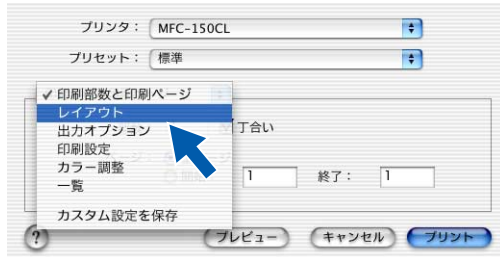 プリンタ： MFC-150CL
プリセット： 標準
✓ 印刷部数と印刷ページ
レイアウト
出力オプション 丁合い
印刷設定
カラー調整
一覧 1 終了： 1
カスタム設定を保存
? プレビュー キャンセル プリント